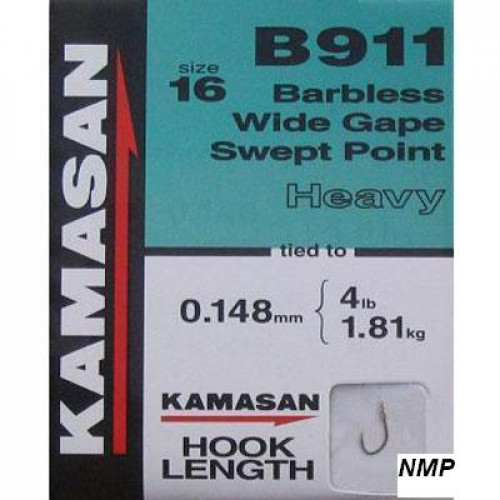 KAMASAN
B911
size
16
Barbless
Wide Gape
Swept Point
Heavy
tied to
0.148mm { 4lb
1.81kg
KAMASAN
HOOK
LENGTH
NMP